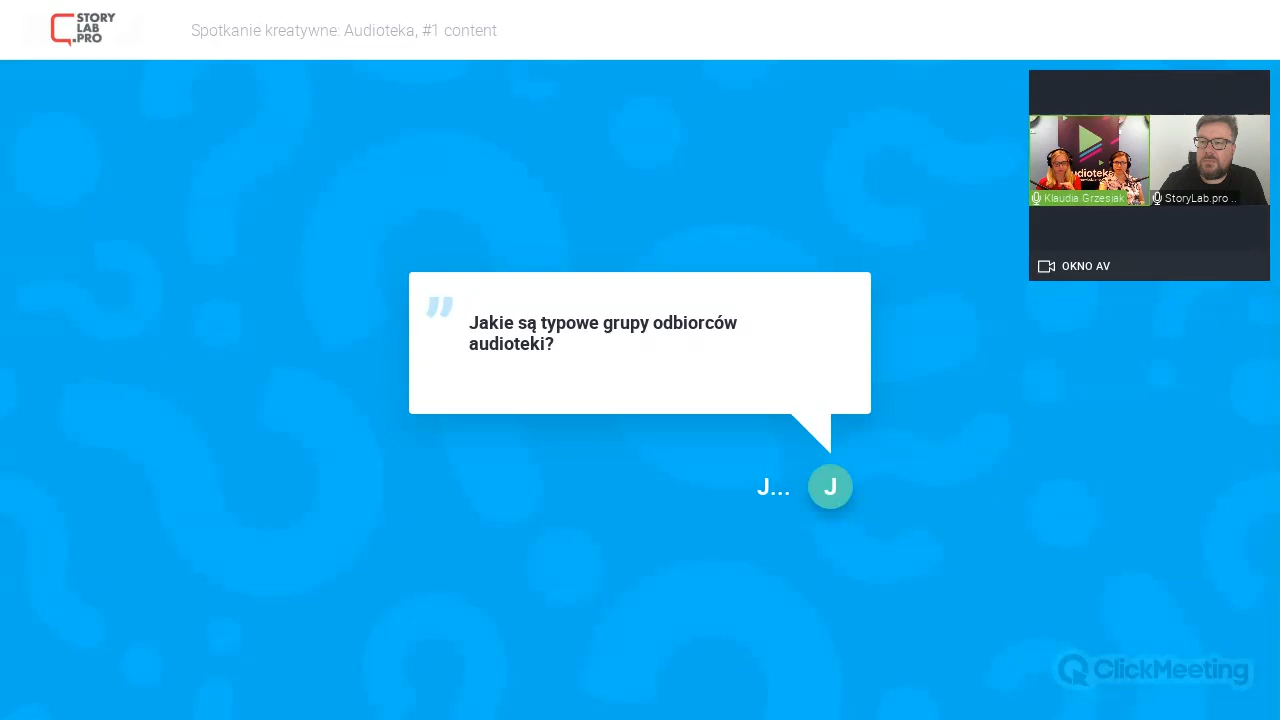 STORY
LAB
.PRO
Spotkanie kreatywne: Audioteka, #1 content
Jakie są typowe grupy odbiorców
audioteki?
J...
J
audioteka
Klaudia Grzesiak
StoryLab.pro ..
OKNO AV
ClickMeeting